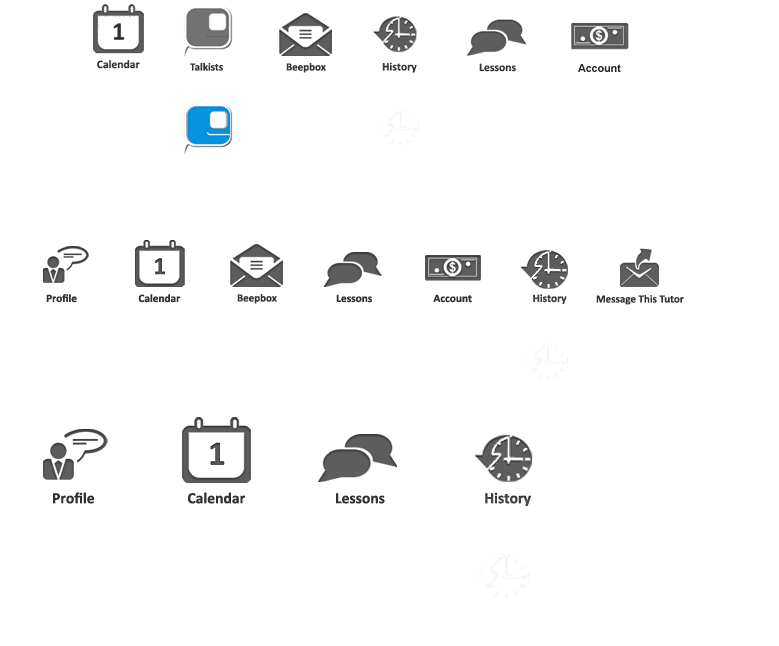 1
Calendar Talkists Beepbox History Lessons Account
$
1
$
Profile Calendar Beepbox Lessons Account History Message This Tutor
1
Profile Calendar Lessons History